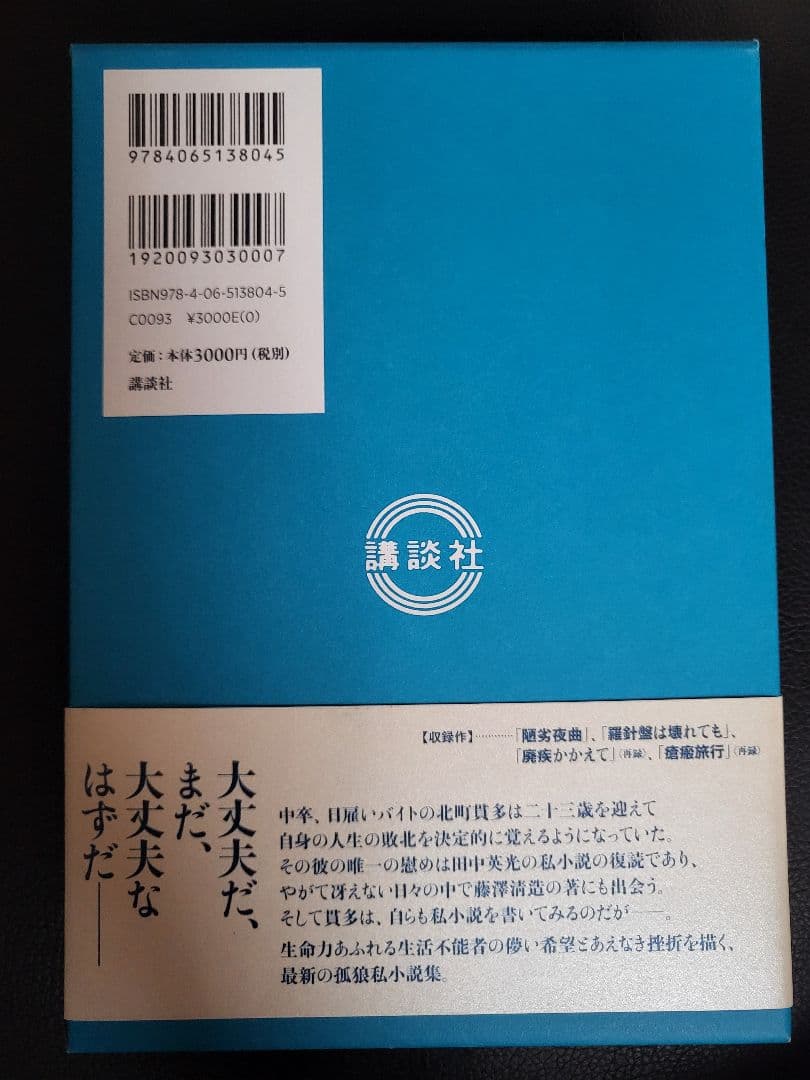 9784065138045
1920093030007
ISBN978-4-06-513804-5
C0093 ¥3000E(0)
定価：本体3000円（税別）
講談社
講談社
【収録作】…………「陋劣夜曲」、「羅針盤は壊れても」、
「廃疾かかえて」〈再録〉、「瘡瘢旅行」〈再録〉
大丈夫だ、
まだ、
大丈夫な
はずだ――
中卒、日雇いバイトの北町貫多は二十三歳を迎えて
自身の人生の敗北を決定的に覚えるようになっていた。
その彼の唯一の慰めは田中英光の私小説の復読であり、
やがて冴えない日々の中で藤澤清造の著にも出会う。
そして貫多は、自らも私小説を書いてみるのだが――。
生命力あふれる生活不能者の儚い希望とあえなき挫折を描く、
最新の孤狼私小説集。